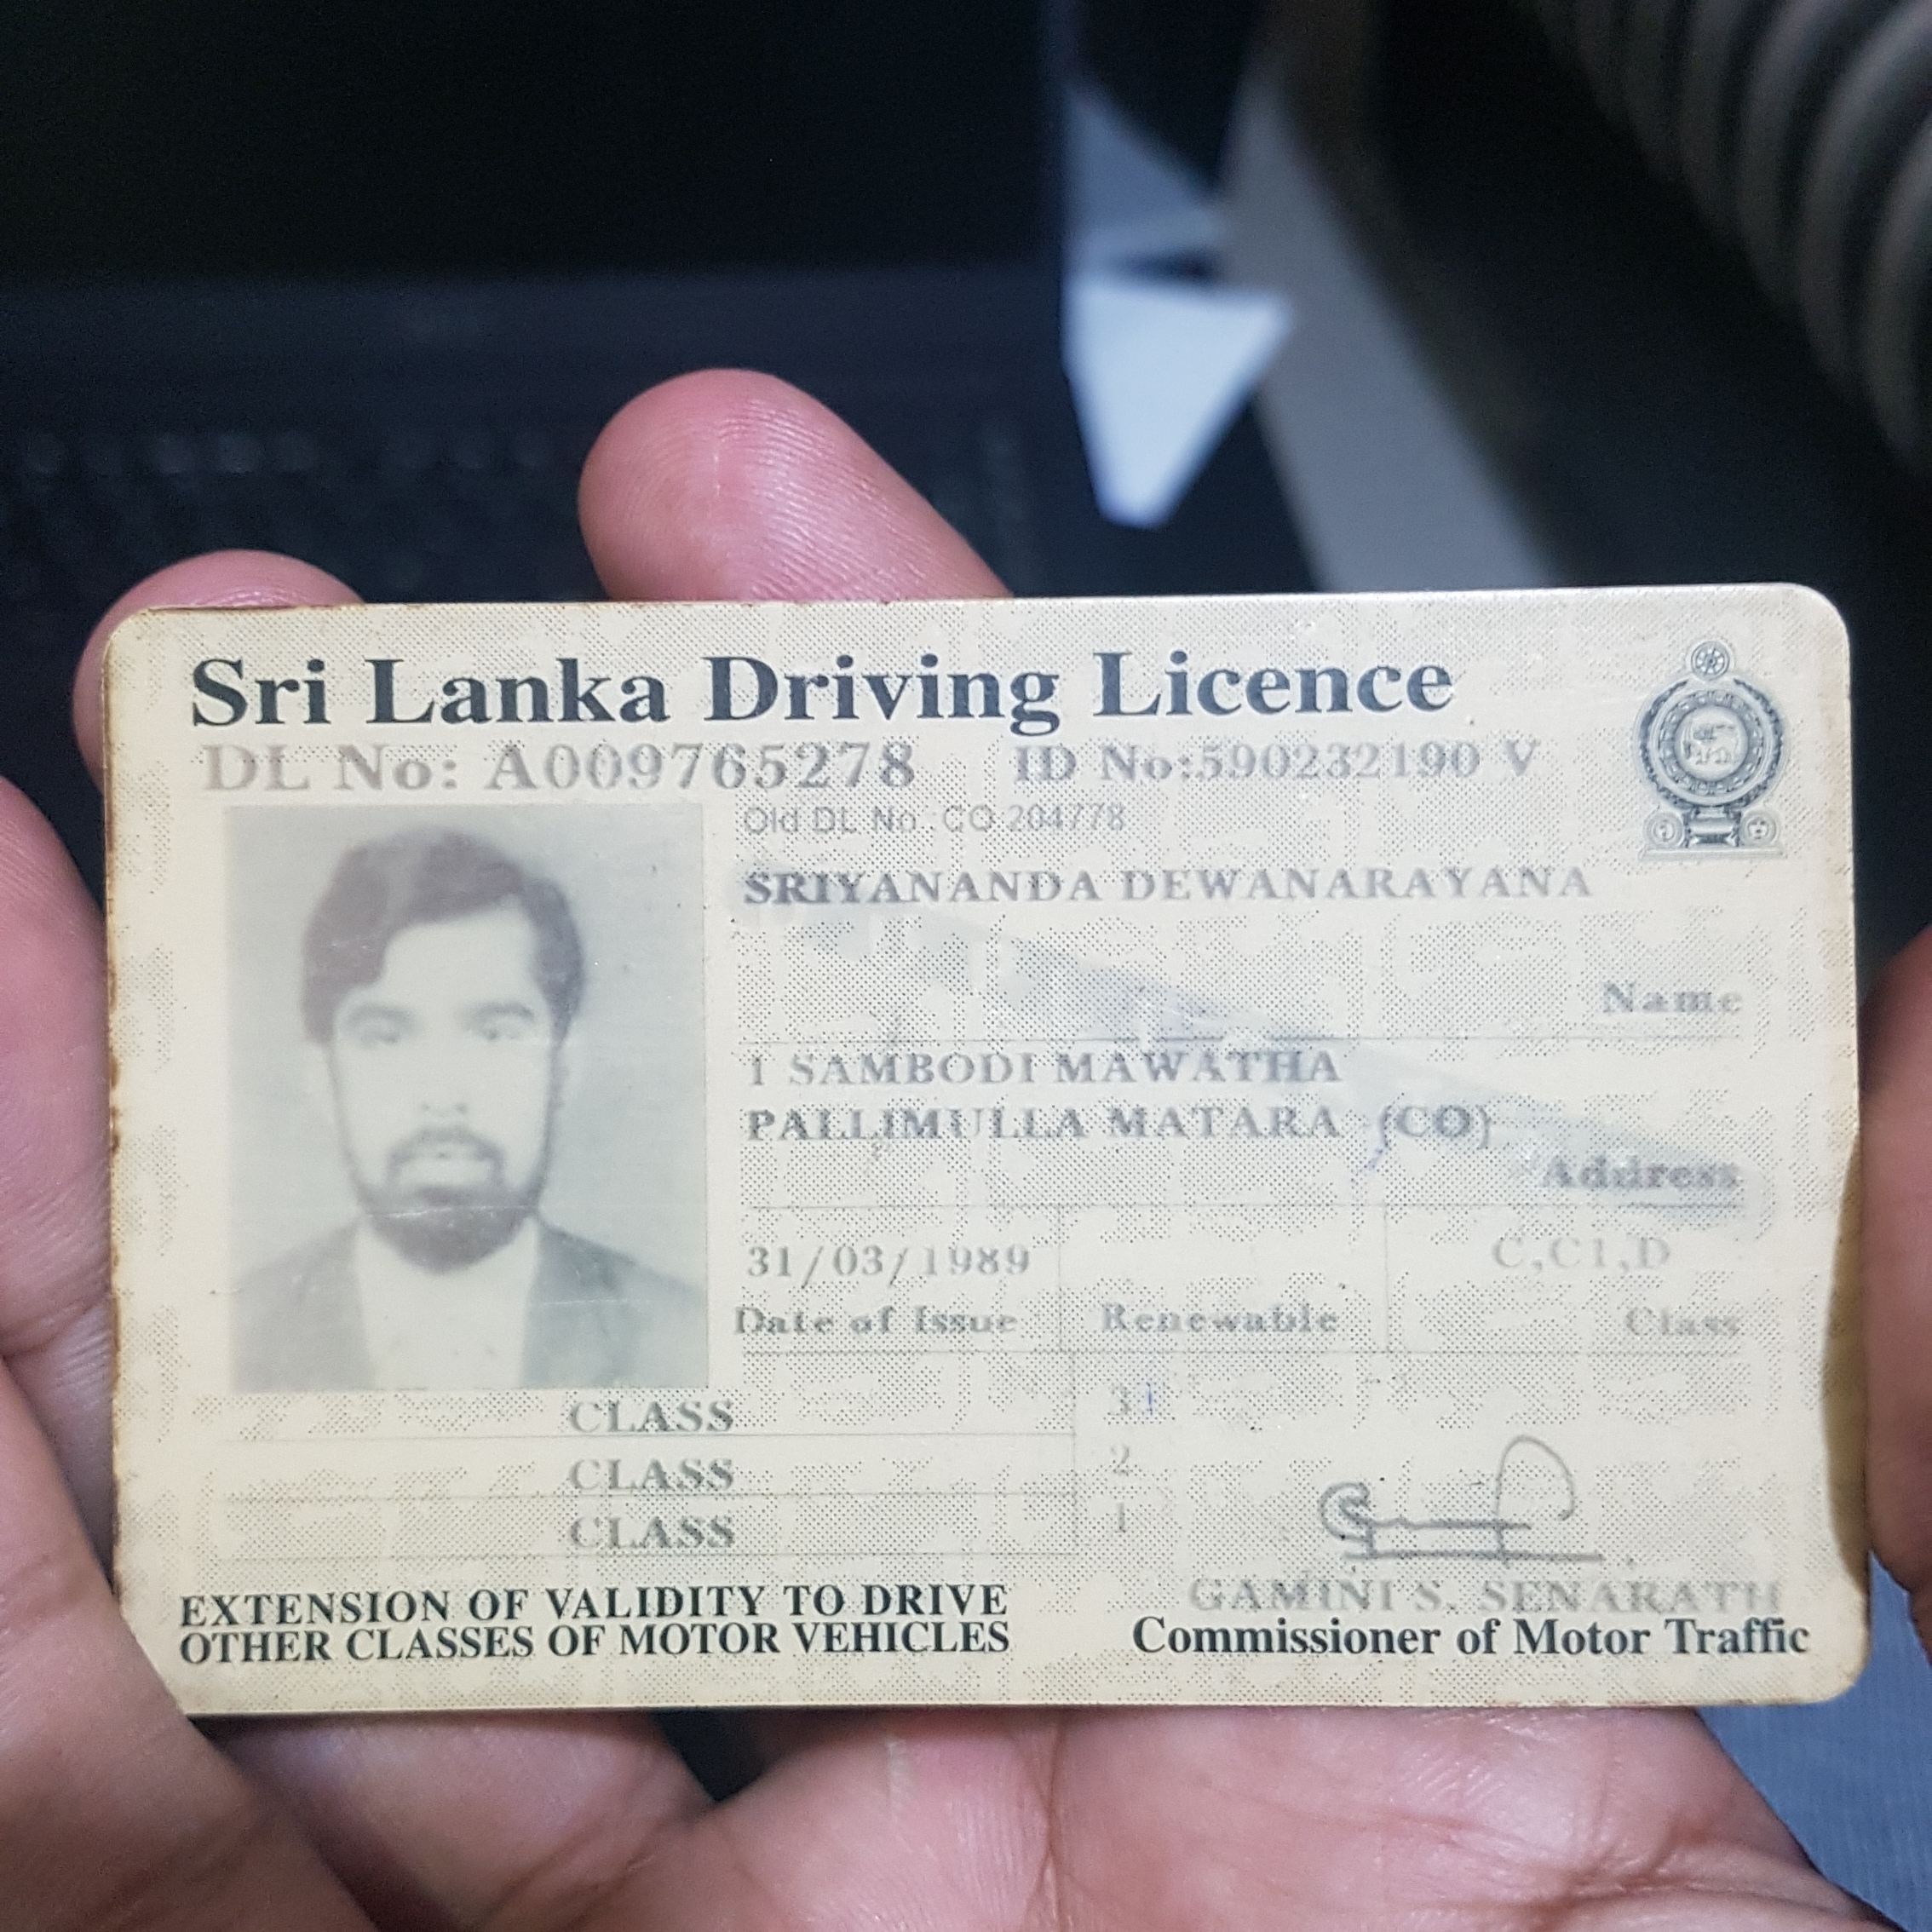 Sri Lanka Driving Licence
DL No: A009765278 ID No:590232190 V
Old DL No. CO 204778
SRIYANANDA DEWANARAYANA
Name
1 SAMBODI MAWATHA
PALLIMULLA MATARA (CO)
Address
31/03/1989 C,C1,D
Date of Issue Renewable Class
CLASS 3
CLASS 2
CLASS 1
EXTENSION OF VALIDITY TO DRIVE
OTHER CLASSES OF MOTOR VEHICLES
GAMINI S. SENARATH
Commissioner of Motor Traffic